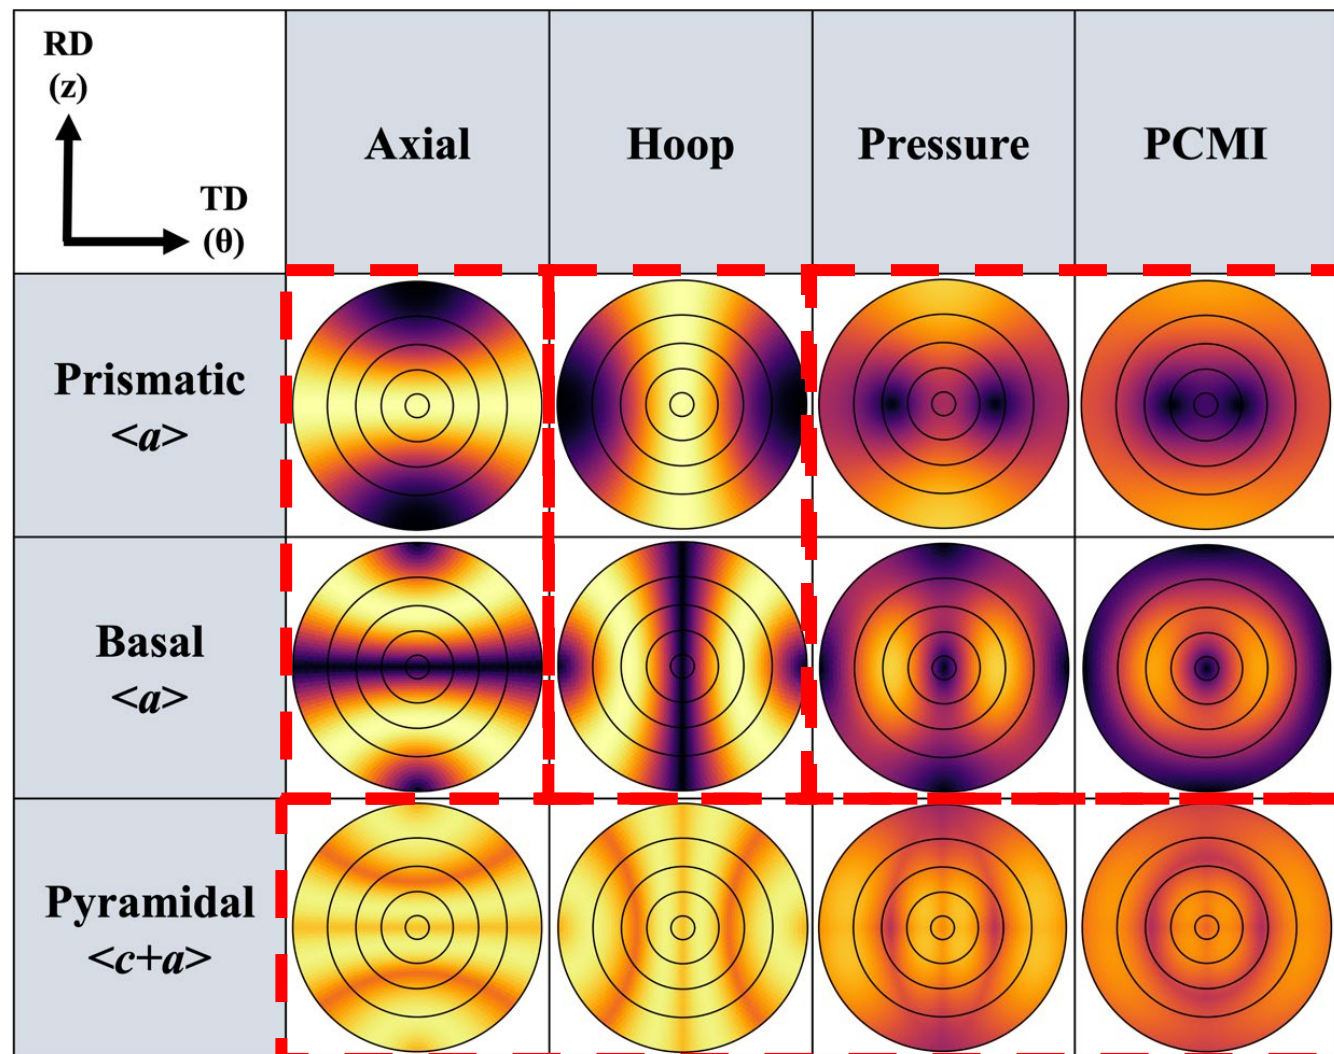 RD
(z)
TD
(θ)
Axial
Hoop
Pressure
PCMI
Prismatic
<a>
Basal
<a>
Pyramidal
<c+a>